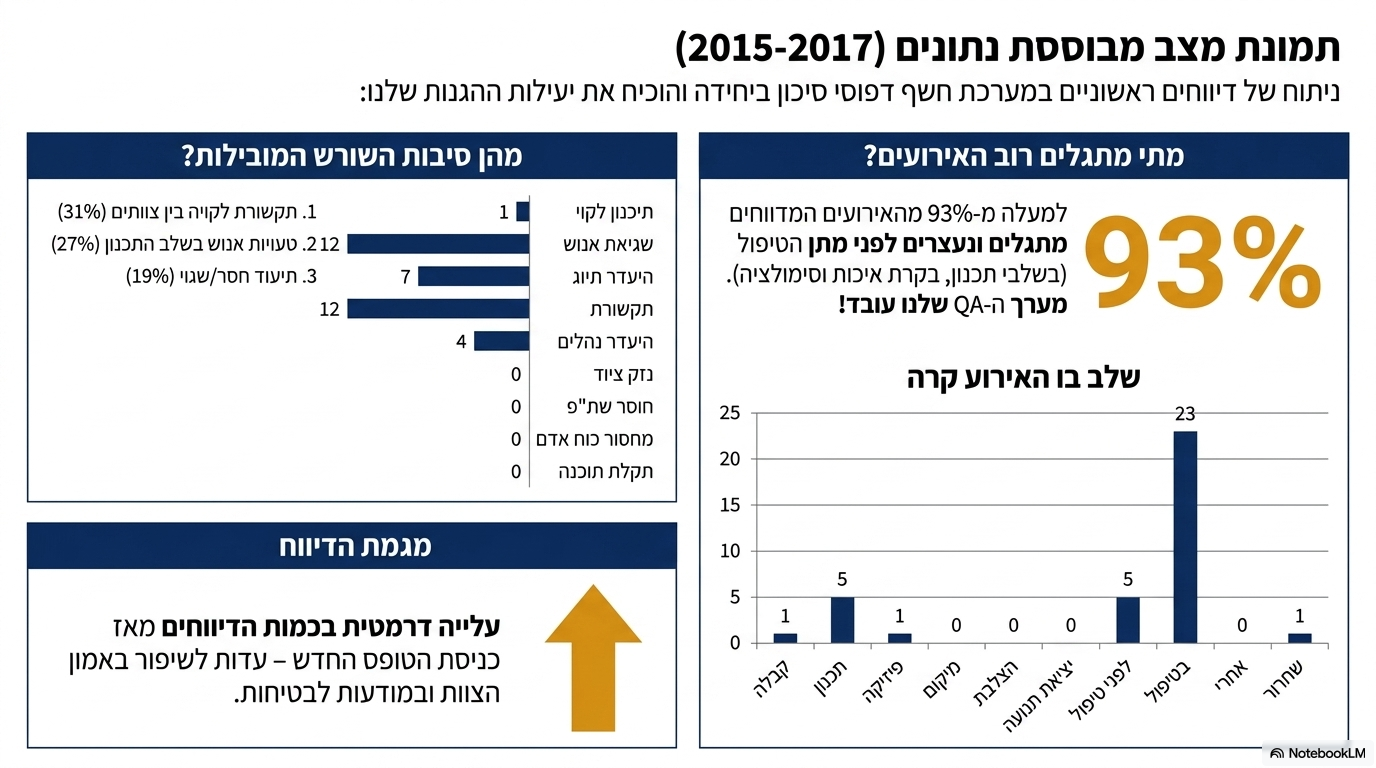 תמונת מצב מבוססת נתונים (2015-2017)
ניתוח של דיווחים ראשוניים במערכת חשף דפוסי סיכון ביחידה והוכיח את יעילות ההגנות שלנו:
מתי מתגלים רוב האירועים?
93%
למעלה מ-93% מהאירועים המדווחים
מתגלים ונעצרים לפני מתן הטיפול
(בשלבי תכנון, בקרת איכות וסימולציה).
מערך ה-QA שלנו עובד!
שלב בו האירוע קרה
25
20
15
10
5
0
1
5
1
0
0
0
5
23
0
1
קבלה
תכנון
פיזיקה
מיקום
הצלבת
יציאת תנועה
לפני טיפול
בטיפול
אחרי
שחרור
מהן סיבות השורש המובילות?
תיכנון לקוי 1
שגיאת אנוש 12
היעדר תיוג 7
תקשורת 12
היעדר נהלים 4
נזק ציוד 0
חוסר שת"פ 0
מחסור כוח אדם 0
תקלת תוכנה 0
1. תקשורת לקויה בין צוותים (31%)
2. טעויות אנוש בשלב התכנון (27%)
3. תיעוד חסר/שגוי (19%)
מגמת הדיווח
עלייה דרמטית בכמות הדיווחים מאז
כניסת הטופס החדש – עדות לשיפור באמון
הצוות ובמודעות לבטיחות.
NotebookLM